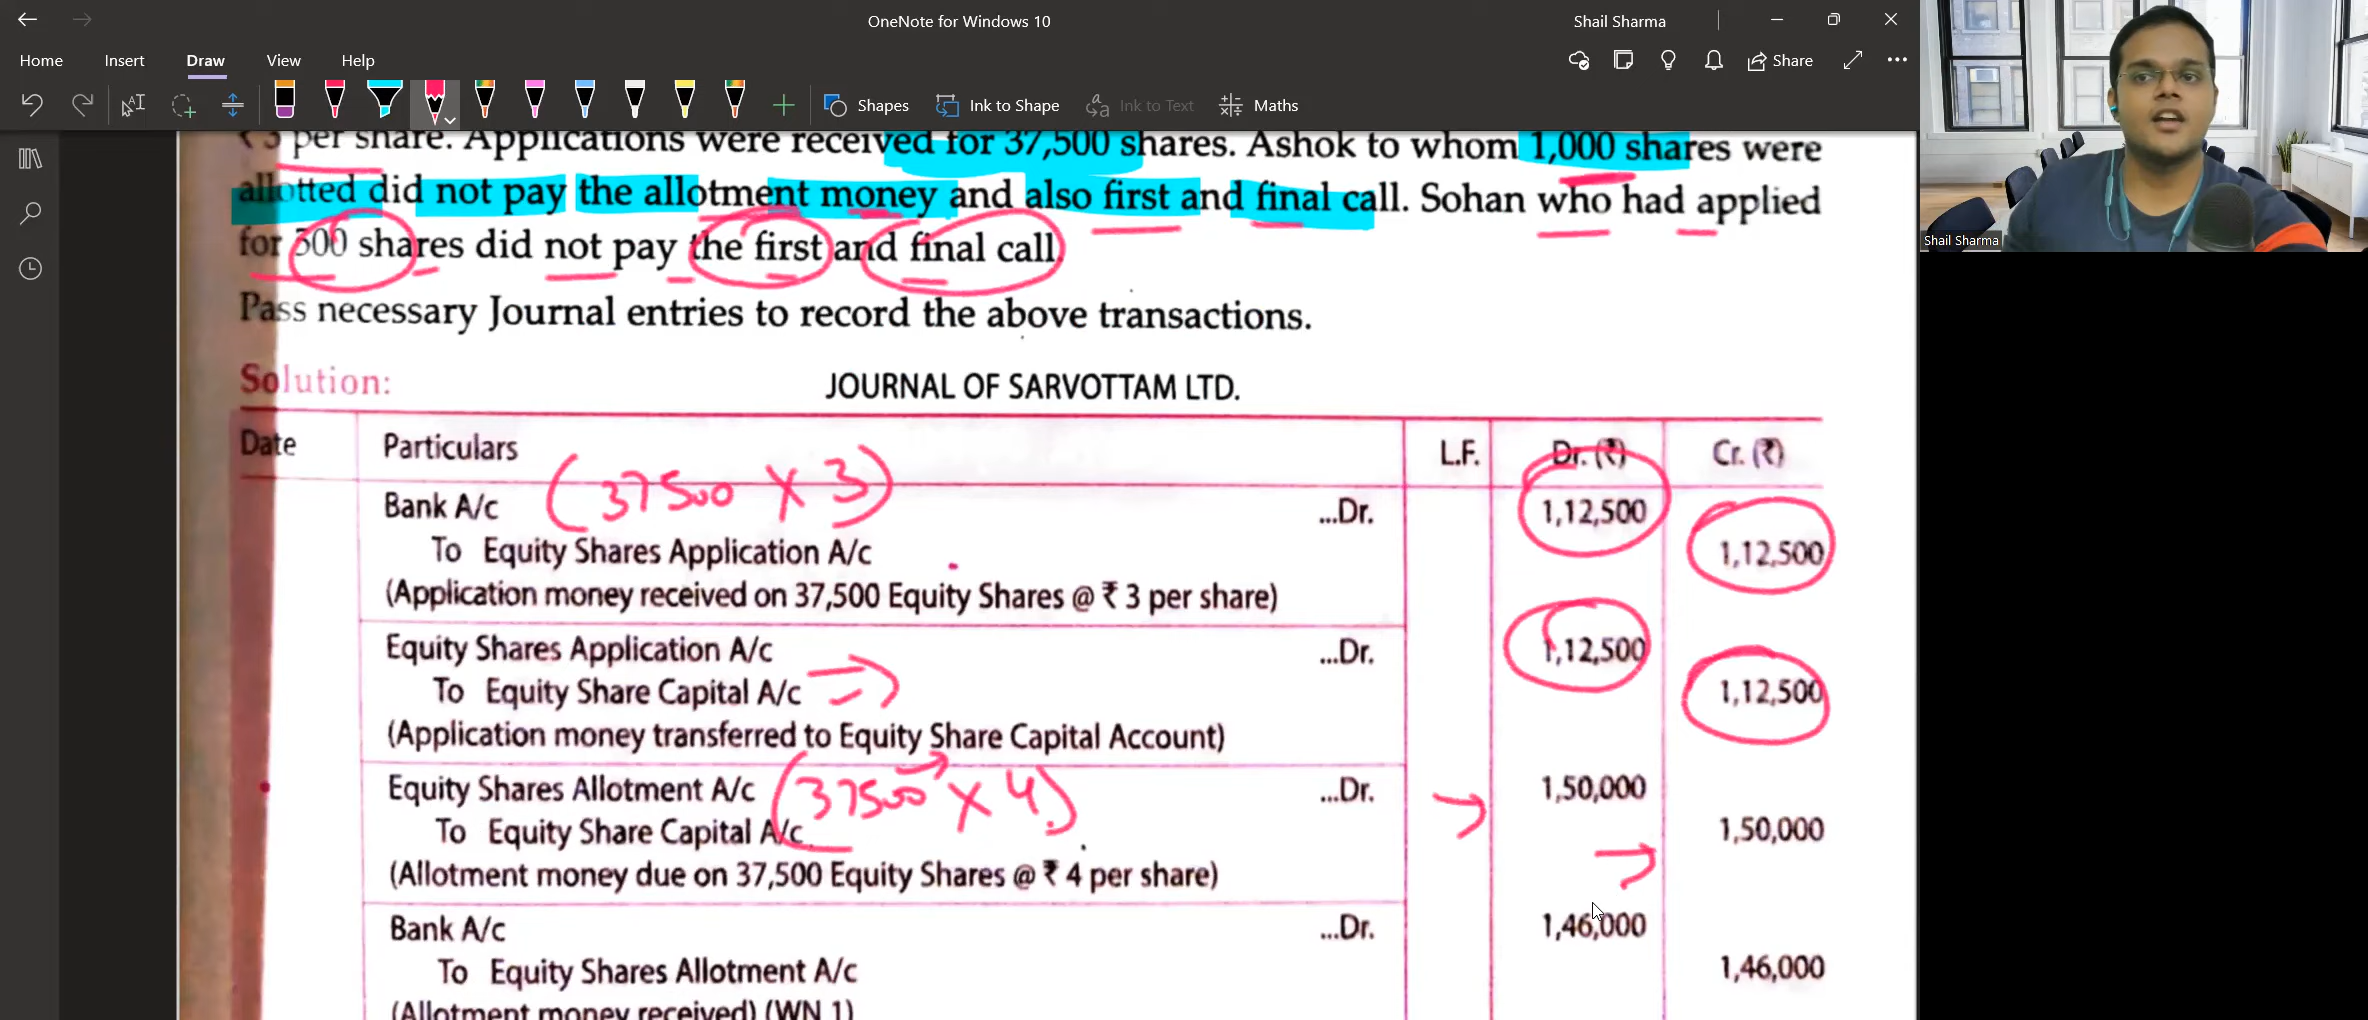 OneNote for Windows 10
Shail Sharma
Home Insert Draw View Help
Share
Shapes Ink to Shape Ink to Text Maths
₹3 per share. Applications were received for 37,500 shares. Ashok to whom 1,000 shares were
allotted did not pay the allotment money and also first and final call. Sohan who had applied
for 500 shares did not pay the first and final call.
Pass necessary Journal entries to record the above transactions.
Shail Sharma
Solution:
JOURNAL OF SARVOTTAM LTD.
Date Particulars L.F. Dr. (₹) Cr. (₹)
Bank A/c (37500 X 3) ...Dr. 1,12,500
To Equity Shares Application A/c 1,12,500
(Application money received on 37,500 Equity Shares @ ₹ 3 per share)
Equity Shares Application A/c ...Dr. 1,12,500
To Equity Share Capital A/c 1,12,500
(Application money transferred to Equity Share Capital Account)
Equity Shares Allotment A/c (37500 X 4) ...Dr. 1,50,000
To Equity Share Capital A/c 1,50,000
(Allotment money due on 37,500 Equity Shares @ ₹ 4 per share)
Bank A/c ...Dr. 1,46,000
To Equity Shares Allotment A/c 1,46,000
(Allotment money received) (WN 1)